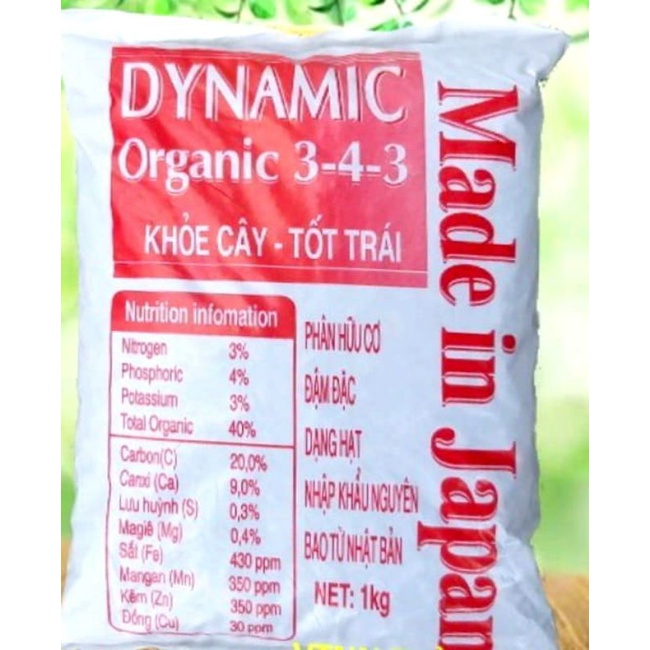 DYNAMIC
Organic 3-4-3
KHỎE CÂY - TỐT TRÁI
Made in Japan
Nutrition infomation
Nitrogen 3%
Phosphoric 4%
Potassium 3%
Total Organic 40%
Carbon(C) 20,0%
Canxi (Ca) 9,0%
Lưu huỳnh (S) 0,3%
Magiê (Mg) 0,4%
Sắt (Fe) 430 ppm
Mangan (Mn) 350 ppm
Kẽm (Zn) 350 ppm
Đồng (Cu) 30 ppm
PHÂN HỮU CƠ
ĐẬM ĐẶC
DẠNG HẠT
NHẬP KHẨU NGUYÊN
BAO TỪ NHẬT BẢN
NET: 1kg